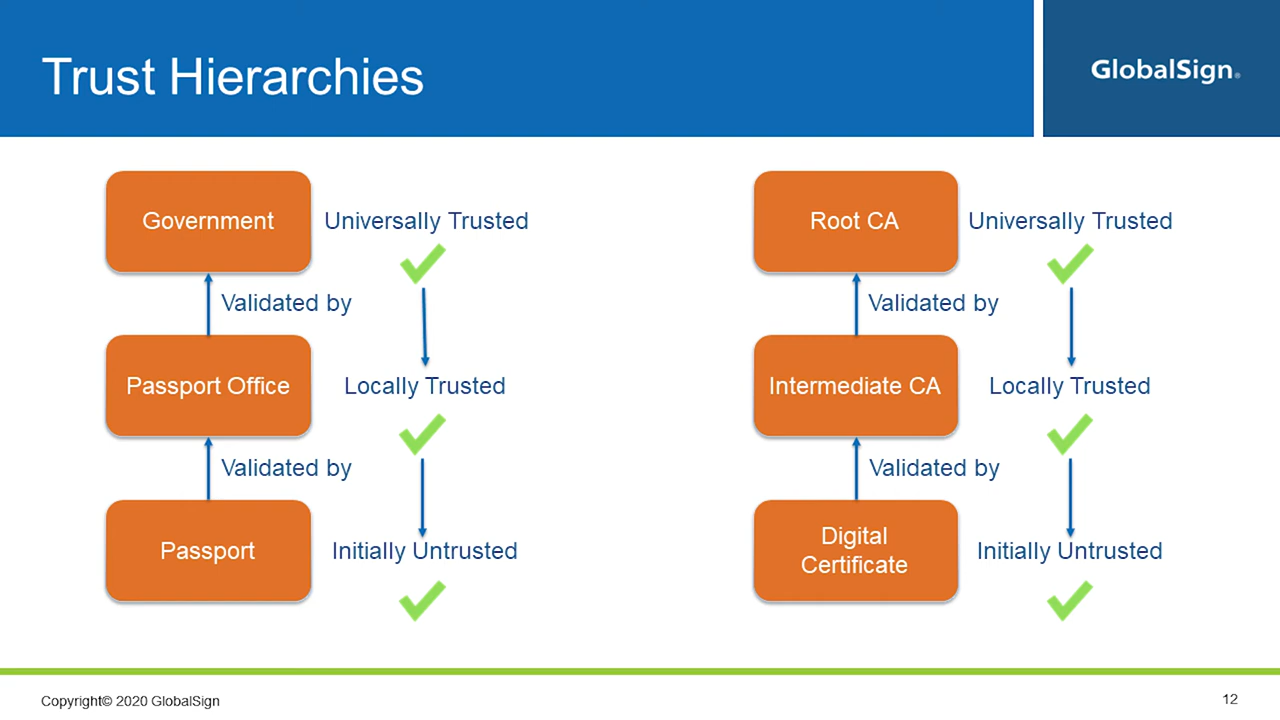 Trust Hierarchies
GlobalSign®
Government
Universally Trusted
Validated by
Passport Office
Locally Trusted
Validated by
Passport
Initially Untrusted
Root CA
Universally Trusted
Validated by
Intermediate CA
Locally Trusted
Validated by
Digital
Certificate
Initially Untrusted
Copyright© 2020 GlobalSign
12